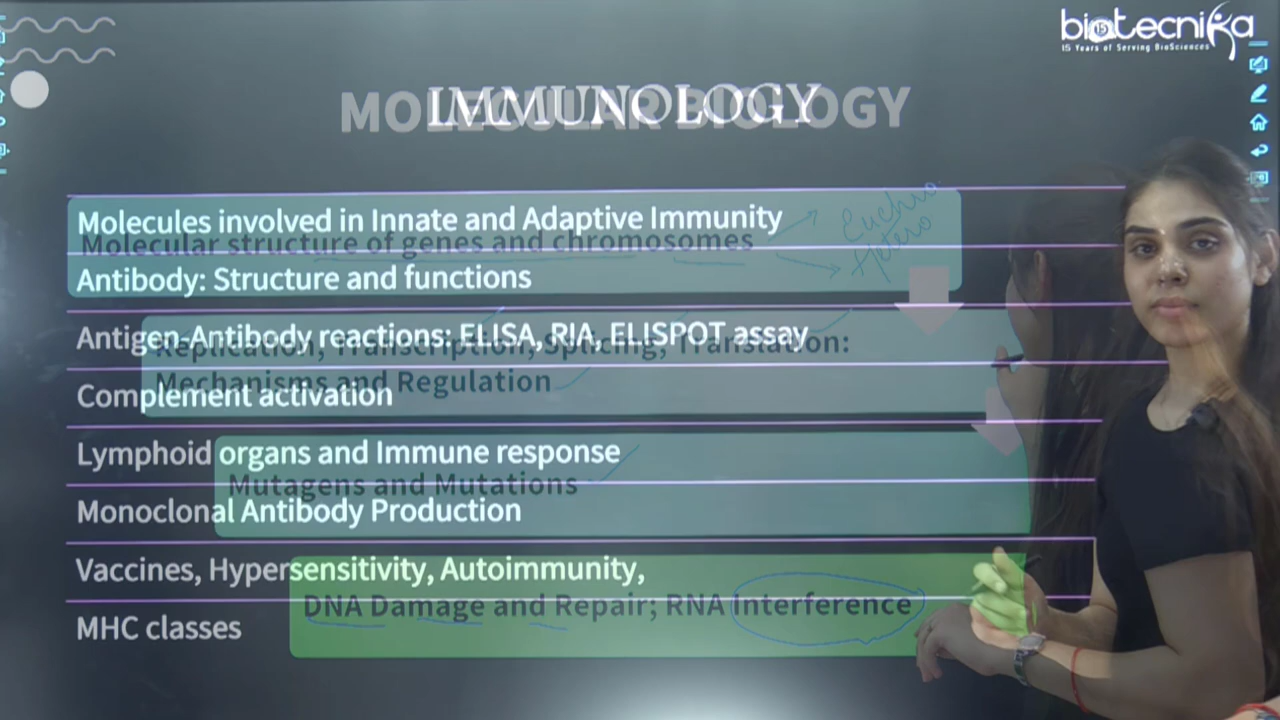 biotecnika
15 Years of Serving BioSciences
IMMUNOLOGY
MOLECULAR BIOLOGY
Molecules involved in Innate and Adaptive Immunity
Molecular structure of genes and chromosomes
Euchro
Hetero
Antibody: Structure and functions
Antigen-Antibody reactions: ELISA, RIA, ELISPOT assay
Replication, Transcription, Splicing, Translation:
Mechanisms and Regulation
Complement activation
Lymphoid organs and Immune response
Mutagens and Mutations
Monoclonal Antibody Production
Vaccines, Hypersensitivity, Autoimmunity,
DNA Damage and Repair; RNA Interference
MHC classes